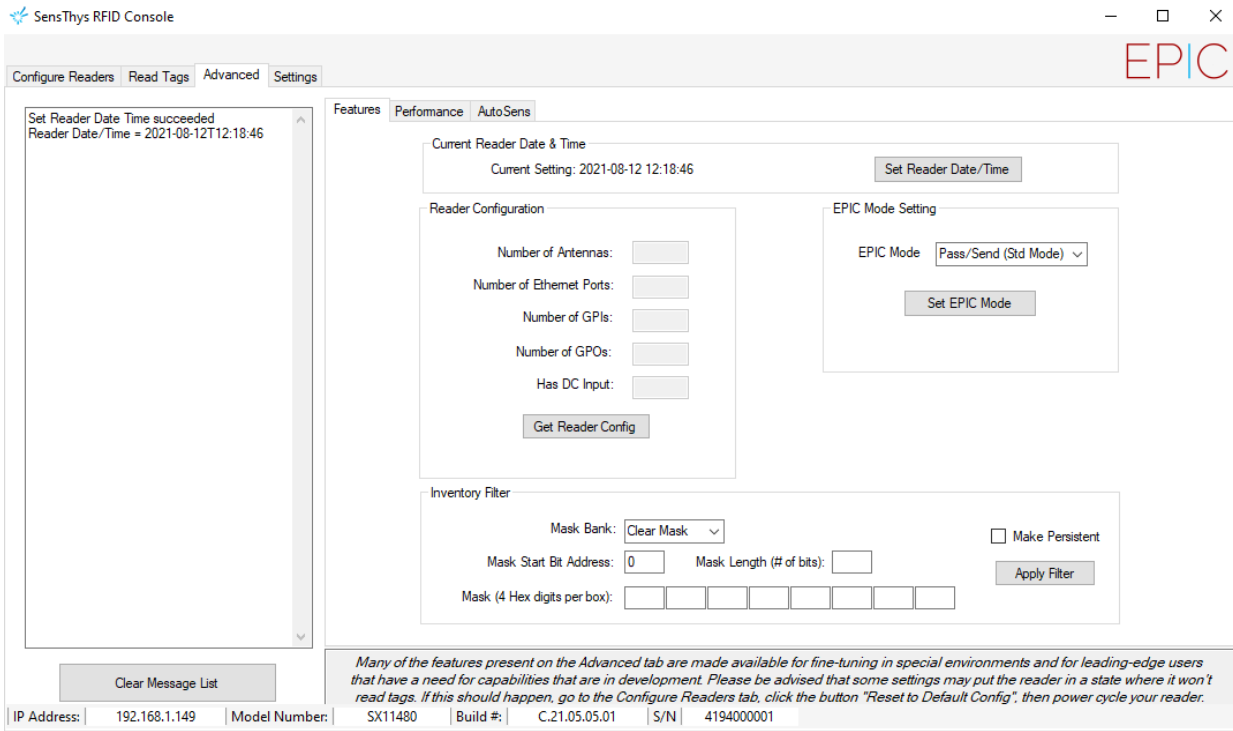 SensThys RFID Console
EPIC
Configure Readers Read Tags Advanced Settings
Set Reader Date Time succeeded
Reader Date/Time = 2021-08-12T12:18:46
Clear Message List
Features Performance AutoSens
Current Reader Date & Time
Current Setting: 2021-08-12 12:18:46
Set Reader Date/Time
Reader Configuration
Number of Antennas:
Number of Ethernet Ports:
Number of GPIs:
Number of GPOs:
Has DC Input:
Get Reader Config
EPIC Mode Setting
EPIC Mode Pass/Send (Std Mode)
Set EPIC Mode
Inventory Filter
Mask Bank: Clear Mask
Make Persistent
Mask Start Bit Address: 0 Mask Length (# of bits):
Apply Filter
Mask (4 Hex digits per box):
Many of the features present on the Advanced tab are made available for fine-tuning in special environments and for leading-edge users
that have a need for capabilities that are in development. Please be advised that some settings may put the reader in a state where it won't
read tags. If this should happen, go to the Configure Readers tab, click the button "Reset to Default Config", then power cycle your reader.
IP Address: 192.168.1.149 Model Number: SX11480 Build #: C.21.05.05.01 S/N 4194000001